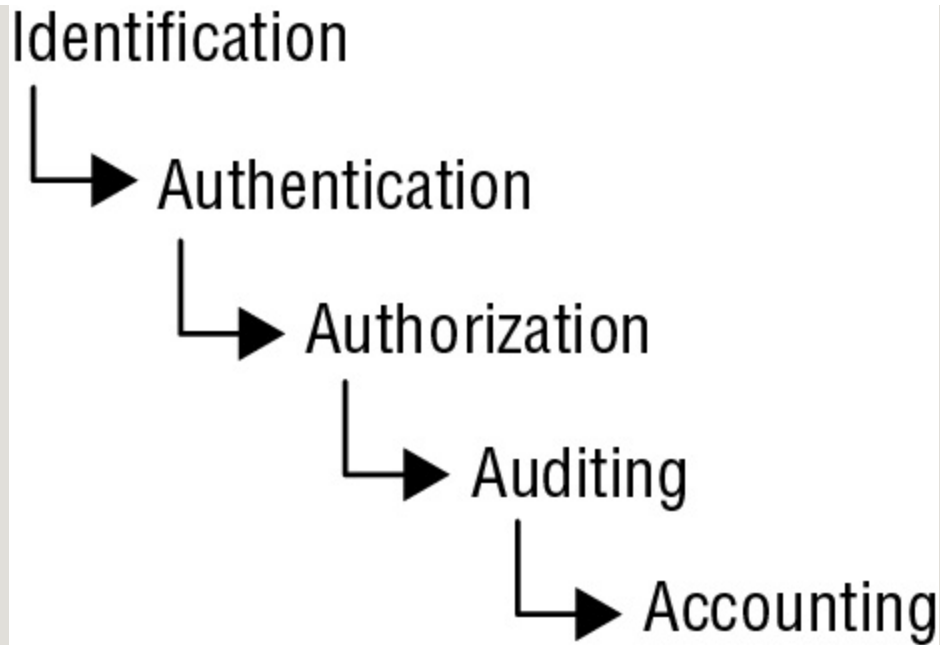 Identification
Authentication
Authorization
Auditing
Accounting